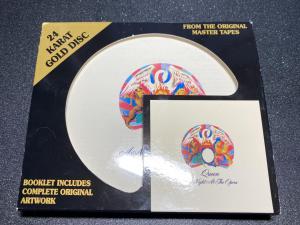 24
KARAT
GOLD DISC
FROM THE ORIGINAL
MASTER TAPES
Queen
Night At The Opera
BOOKLET INCLUDES
COMPLETE ORIGINAL
ARTWORK